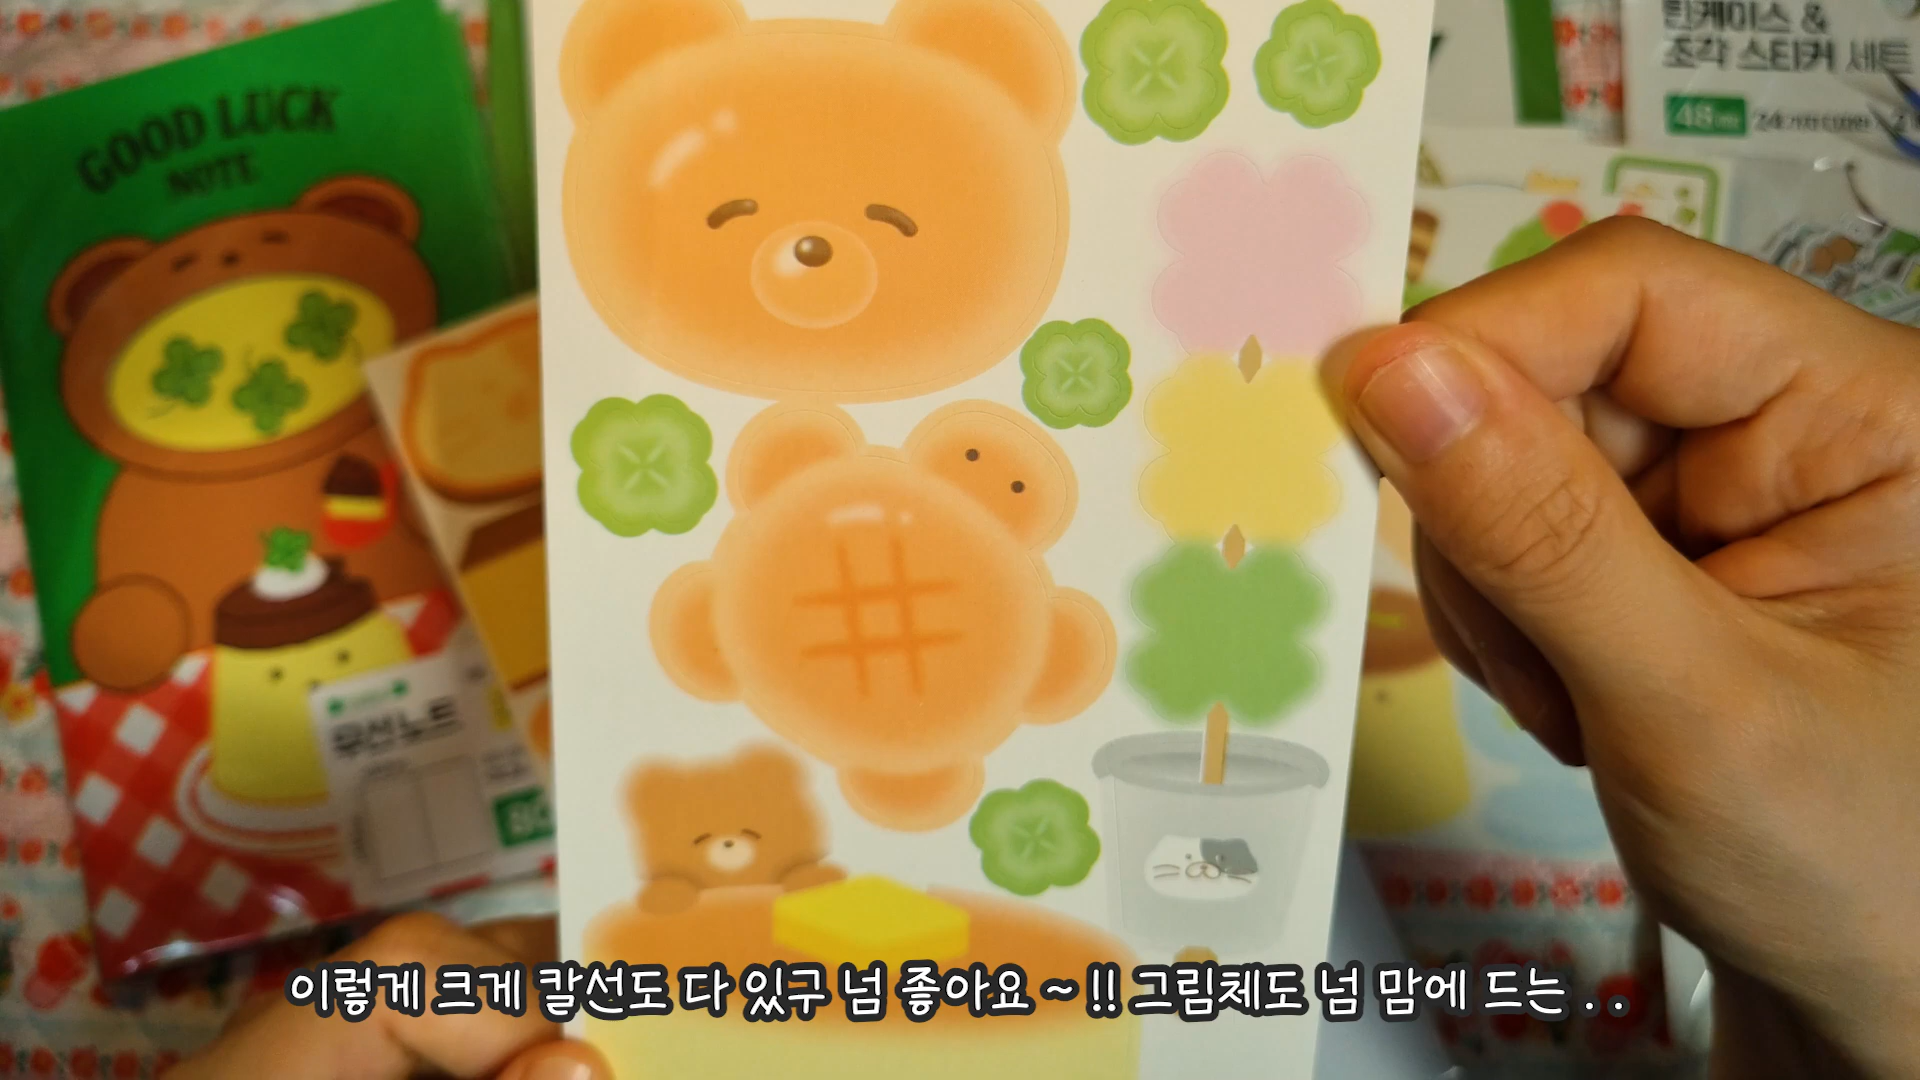 GOOD LUCK
NOTE
틴케이스 &
조각 스티커 세트
48
무선노트
80
이렇게 크게 칼선도 다 있구 넘 좋아요 ~ !! 그림체도 넘 맘에 드는 . .